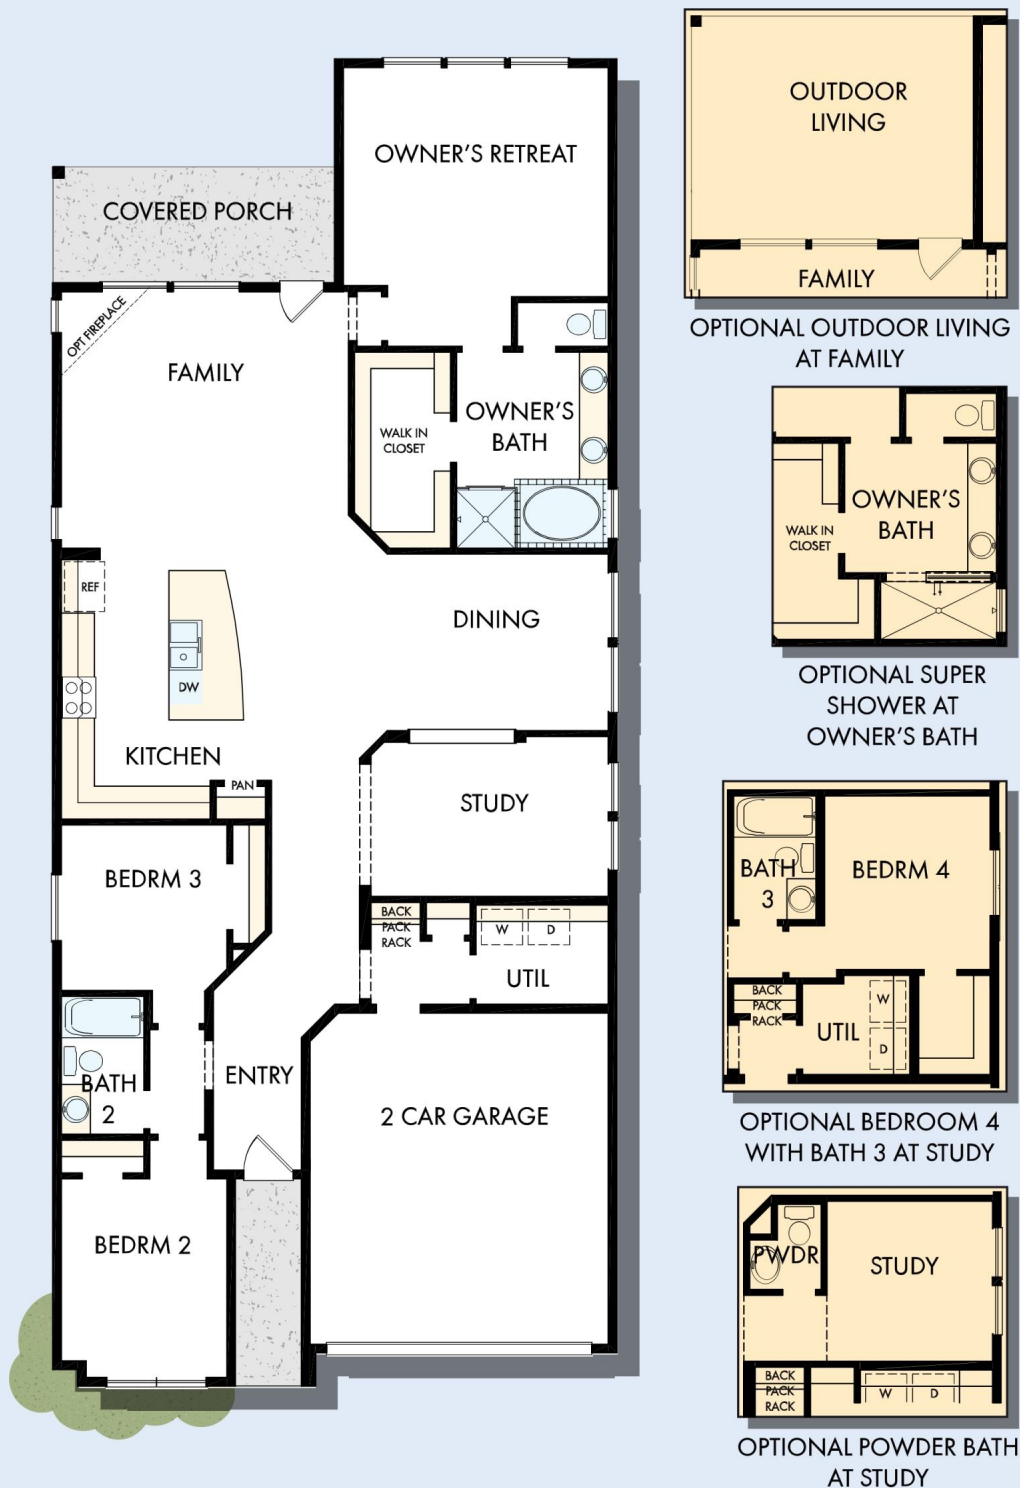 OWNER'S RETREAT
COVERED PORCH
OPT FIREPLACE
FAMILY
WALK IN
CLOSET
OWNER'S
BATH
REF
DW
DINING
KITCHEN
PAN
STUDY
BEDRM 3
BACK
PACK
RACK
W
D
UTIL
BATH
2
ENTRY
2 CAR GARAGE
BEDRM 2
OUTDOOR
LIVING
FAMILY
OPTIONAL OUTDOOR LIVING
AT FAMILY
OWNER'S
BATH
WALK IN
CLOSET
OPTIONAL SUPER
SHOWER AT
OWNER'S BATH
BATH
3
BEDRM 4
BACK
PACK
RACK
UTIL
W
D
OPTIONAL BEDROOM 4
WITH BATH 3 AT STUDY
PWDR
STUDY
BACK
PACK
RACK
W
D
OPTIONAL POWDER BATH
AT STUDY